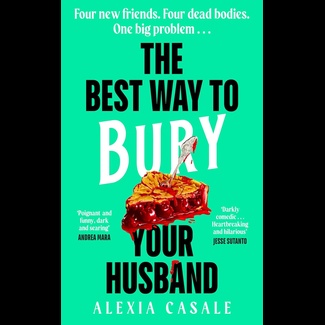 Four new friends. Four dead bodies.
One big problem . . .
THE
BEST WAY TO
BURY
YOUR
HUSBAND
'Poignant and
funny, dark
and searing'
ANDREA MARA
'Darkly
comedic . . .
Heartbreaking
and hilarious'
JESSE SUTANTO
ALEXIA CASALE